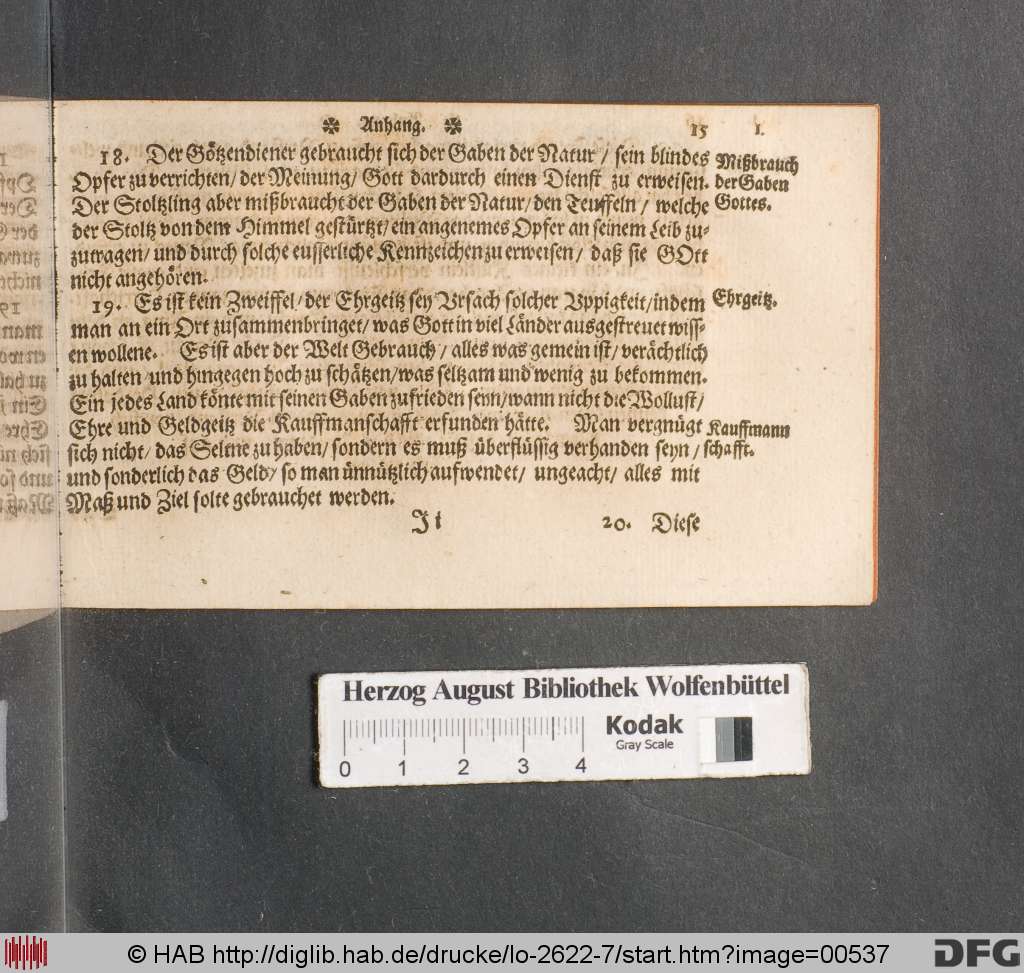 ✼ Anhang. ✼ 15 1.
18. Der Götzendiener gebraucht sich der Gaben der Natur / sein blindes
Opfer zu verrichten/ der Meinung/ Gott dardurch einen Dienst zu erweisen.
Der Stoltzling aber mißbraucht der Gaben der Natur/ den Teuffeln / welche
der Stoltz von dem Himmel gestürtzt/ ein angenemes Opfer an seinem Leib zu-
zutragen/ und durch solche eusserliche Kennzeichen zu erweisen / daß sie GOtt
nicht angehören.
Mißbrauch
der Gaben
Gottes.
19. Es ist kein Zweiffel/ der Ehrgeitz sey Ursach solcher Uppigkeit/ indem
man an ein Ort zusammenbringet/ was Gott in viel Länder ausgestreuet wiss-
en wollene. Es ist aber der Welt Gebrauch / alles was gemein ist/ verächtlich
zu halten/ und hingegen hoch zu schätzen/ was seltzam und wenig zu bekommen.
Ein jedes Land könte mit seinen Gaben zufrieden seyn/ wann nicht die Wollust/
Ehre und Geldgeitz die Kauffmanschafft erfunden hätte. Man vergnügt
sich nicht/ das Seltne zu haben/ sondern es muß überflüssig verhanden seyn /
und sonderlich das Geld/ so man ünnützlich aufwendet/ ungeacht/ alles mit
Maß und Ziel solte gebrauchet werden.
Ehrgeitz.
Kauffmann
schafft.
Ji 20. Diese
Herzog August Bibliothek Wolfenbüttel
Kodak
Gray Scale
0 1 2 3 4
© HAB http://diglib.hab.de/drucke/lo-2622-7/start.htm?image=00537
DFG